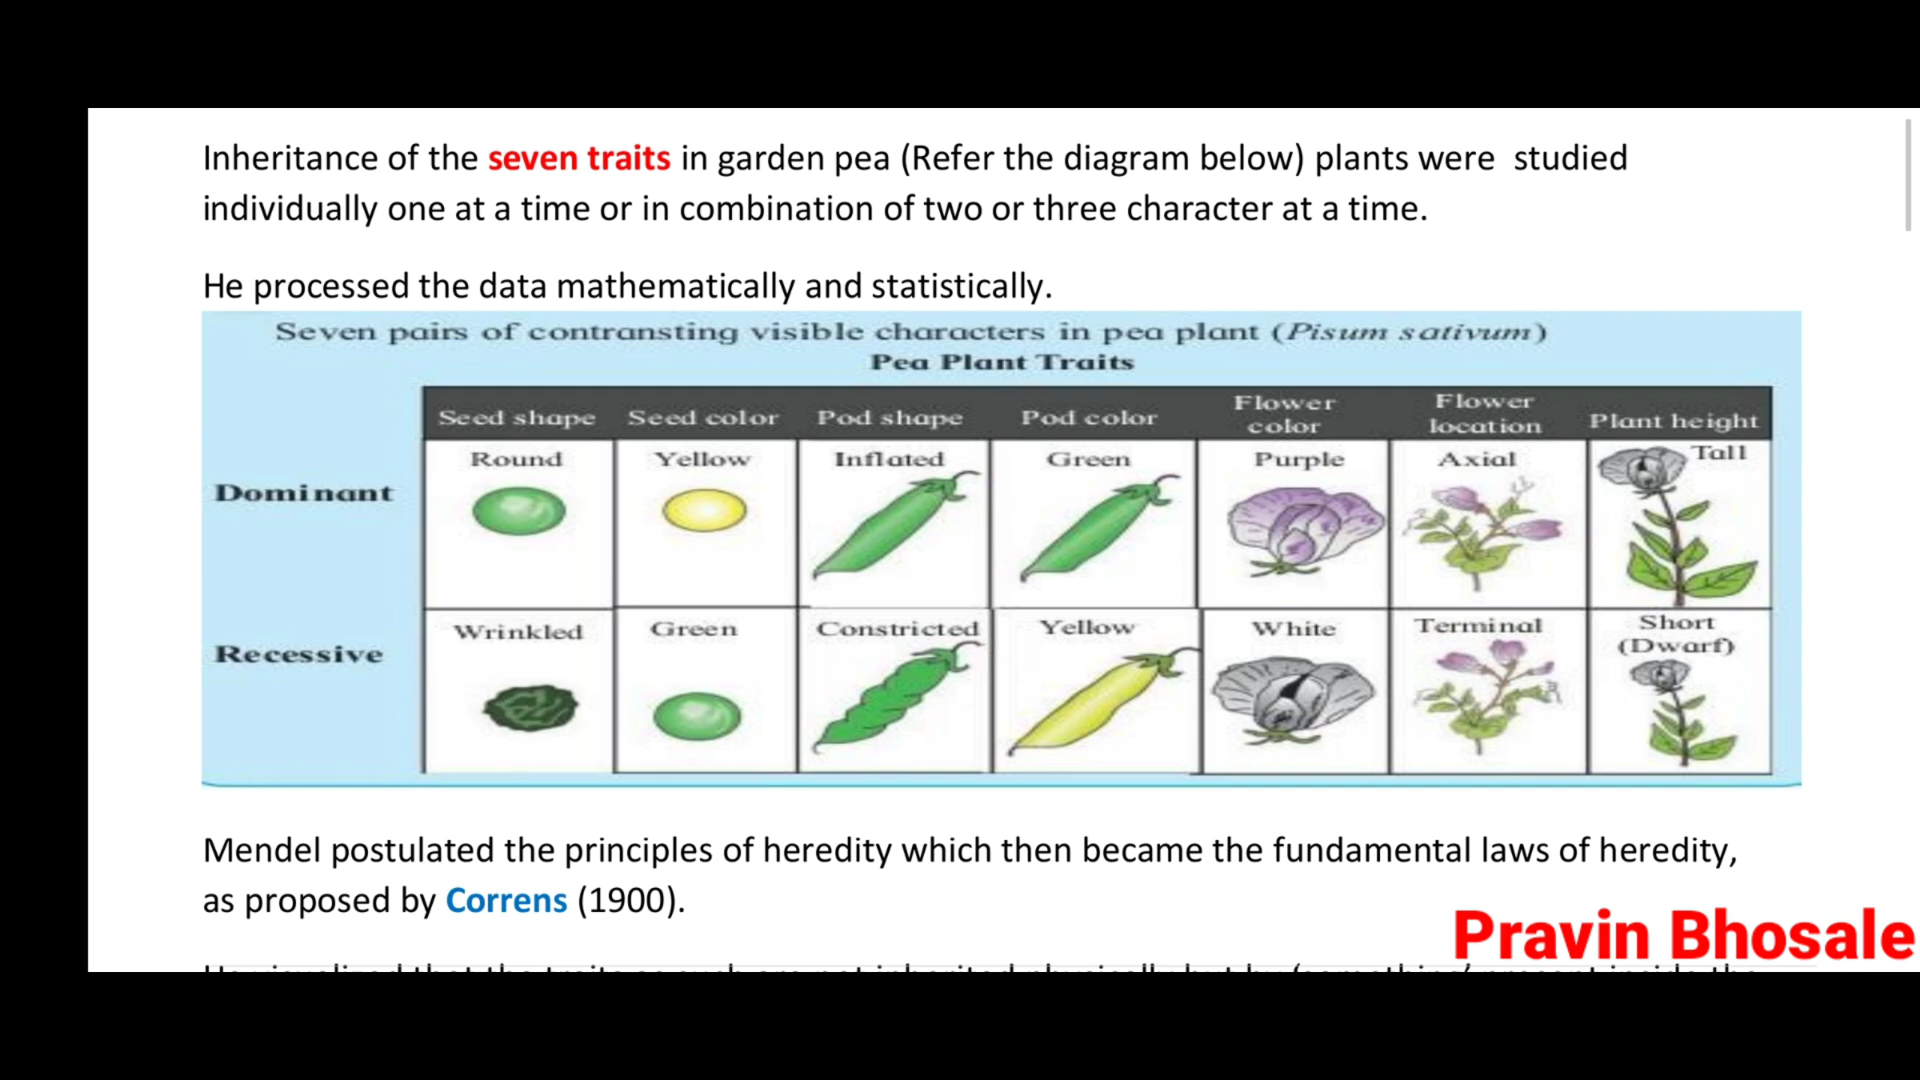 Inheritance of the seven traits in garden pea (Refer the diagram below) plants were studied
individually one at a time or in combination of two or three character at a time.
He processed the data mathematically and statistically.
Seven pairs of contransting visible characters in pea plant (Pisum sativum)
Pea Plant Traits
Seed shape Seed color Pod shape Pod color Flower color Flower location Plant height
Dominant Round Yellow Inflated Green Purple Axial Tall
Recessive Wrinkled Green Constricted Yellow White Terminal Short (Dwarf)
Mendel postulated the principles of heredity which then became the fundamental laws of heredity,
as proposed by Correns (1900).
Pravin Bhosale